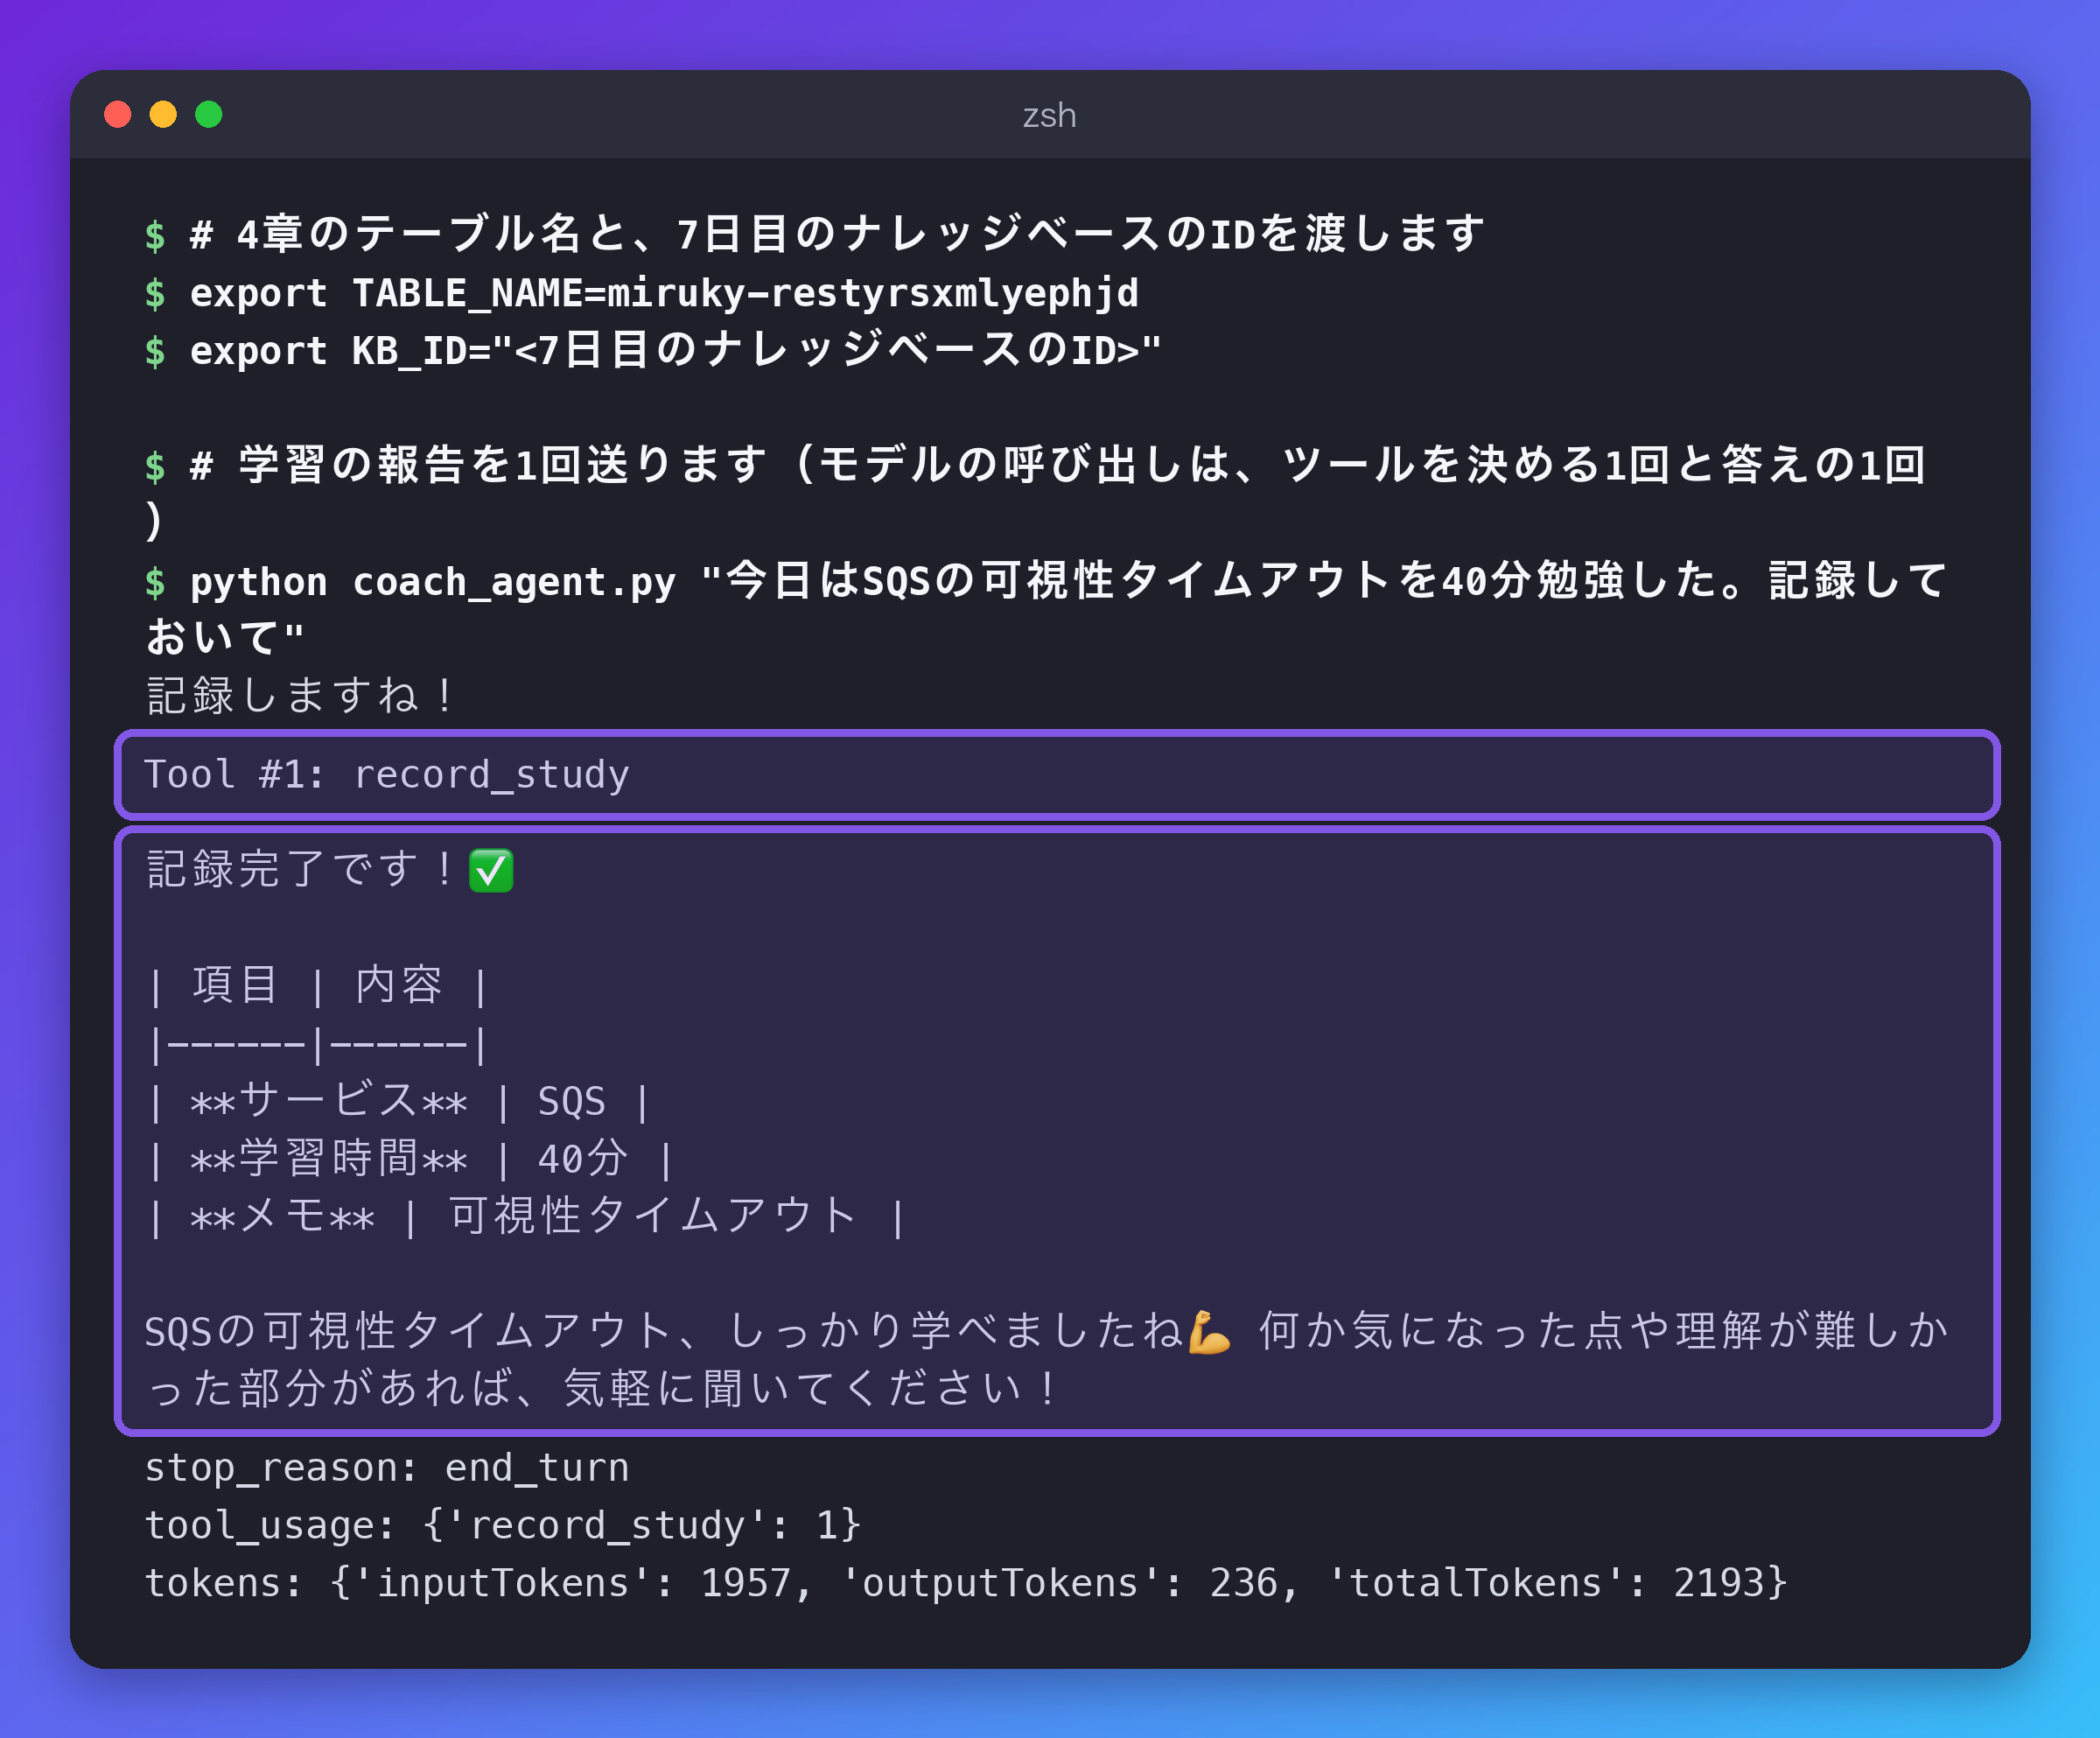 zsh
$ # 4章のテーブル名と、7日目のナレッジベースのIDを渡します
$ export TABLE_NAME=miruky-restyrsxmlyephjd
$ export KB_ID="<7日目のナレッジベースのID>"
$ # 学習の報告を1回送ります（モデルの呼び出しは、ツールを決める1回と答えの1回
）
$ python coach_agent.py "今日はSQSの可視性タイムアウトを40分勉強した。記録して
おいて"
記録しますね！
Tool #1: record_study
記録完了です！✅
| 項目 | 内容 |
|------|------|
| **サービス** | SQS |
| **学習時間** | 40分 |
| **メモ** | 可視性タイムアウト |
SQSの可視性タイムアウト、しっかり学べましたね💪 何か気になった点や理解が難しか
った部分があれば、気軽に聞いてください！
stop_reason: end_turn
tool_usage: {'record_study': 1}
tokens: {'inputTokens': 1957, 'outputTokens': 236, 'totalTokens': 2193}